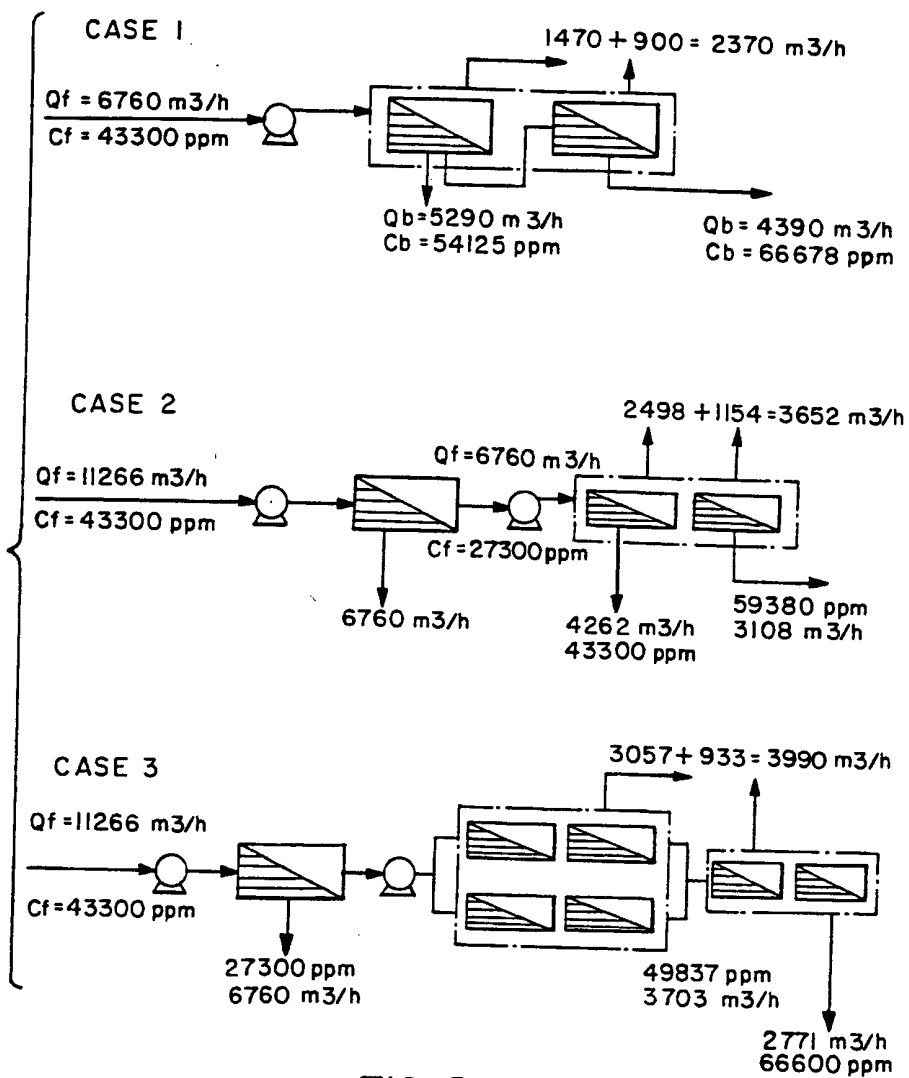 CASE 1
1470 + 900 = 2370 m3/h
Qf = 6760 m3/h
Cf = 43300 ppm
Qb=5290 m3/h
Cb = 54125 ppm
Qb = 4390 m3/h
Cb = 66678 ppm
CASE 2
2498 +1154=3652 m3/h
Qf=11266 m3/h
Cf= 43300 ppm
Qf=6760 m3/h
Cf=27300ppm
6760 m3/h
4262 m3/h
43300 ppm
59380 ppm
3108 m3/h
CASE 3
3057+933=3990 m3/h
Qf =11266 m3/h
Cf=43300 ppm
27300 ppm
6760 m3/h
49837 ppm
3703 m3/h
2771 m3/h
66600 ppm